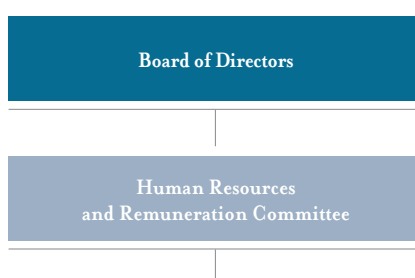 Board of Directors
Human Resources
and Remuneration Committee